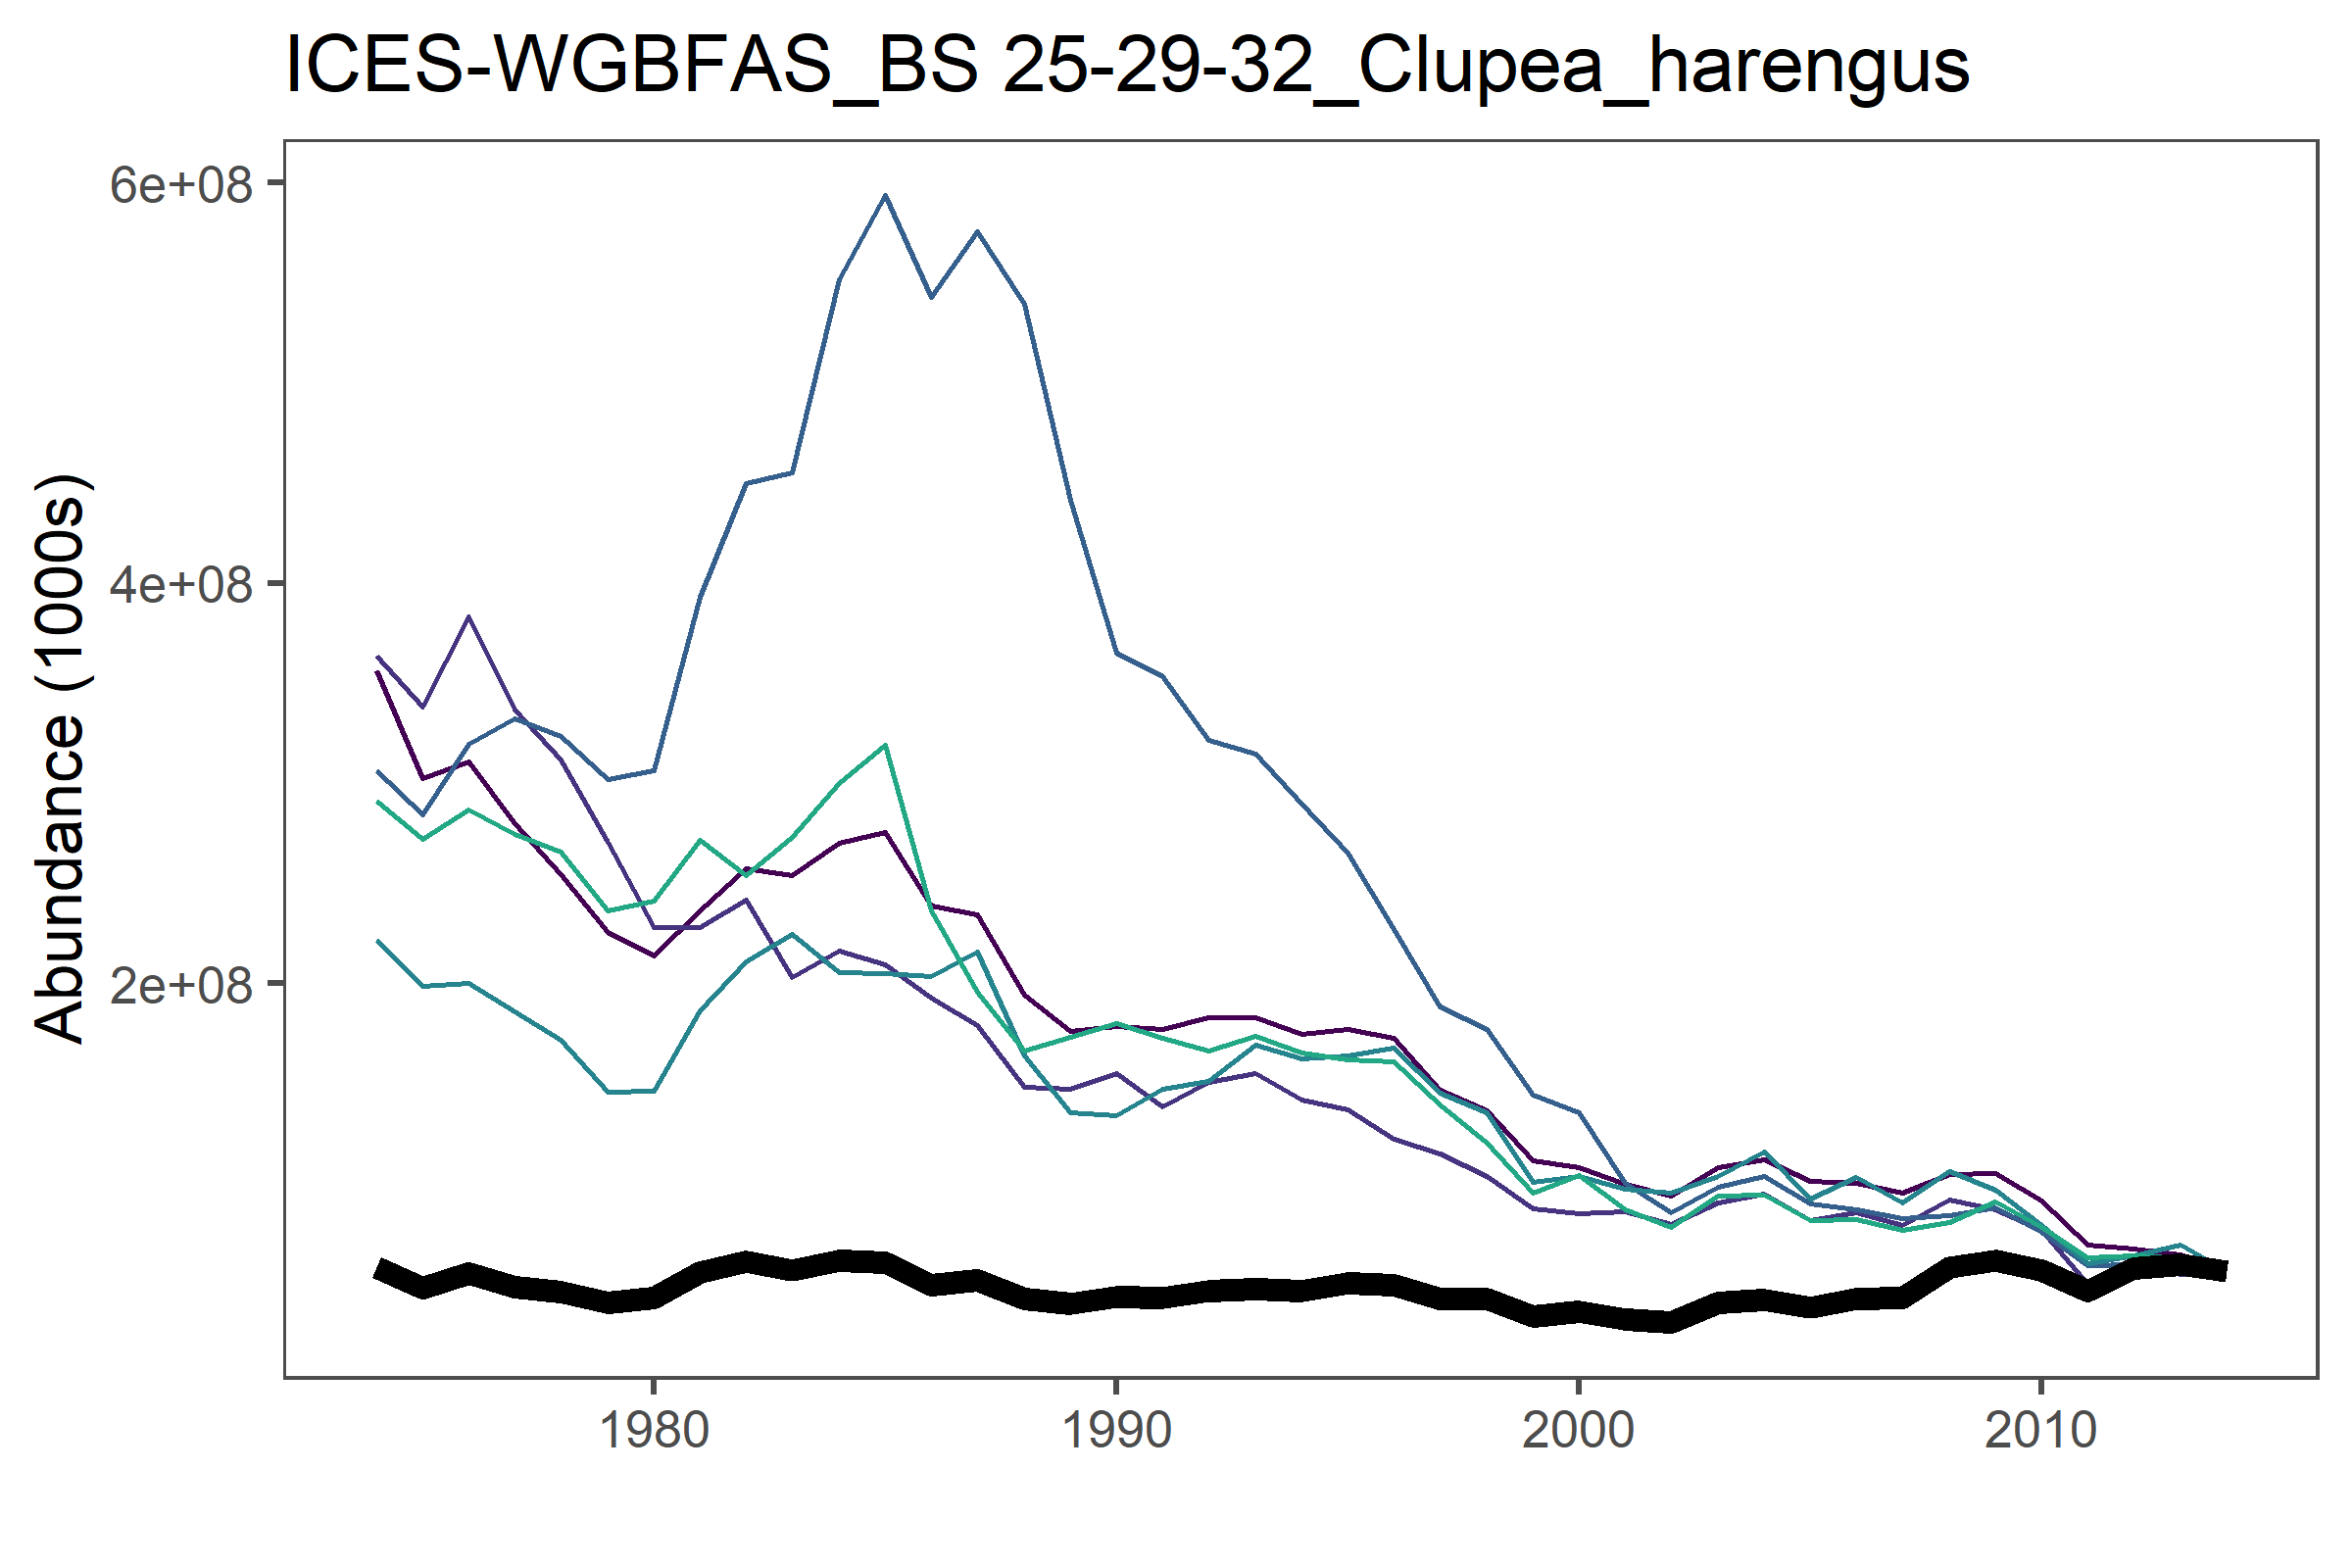 ICES-WGBFAS_BS 25-29-32_Clupea_harengus
6e+08
4e+08
2e+08
Abundance (1000s)
1980 1990 2000 2010